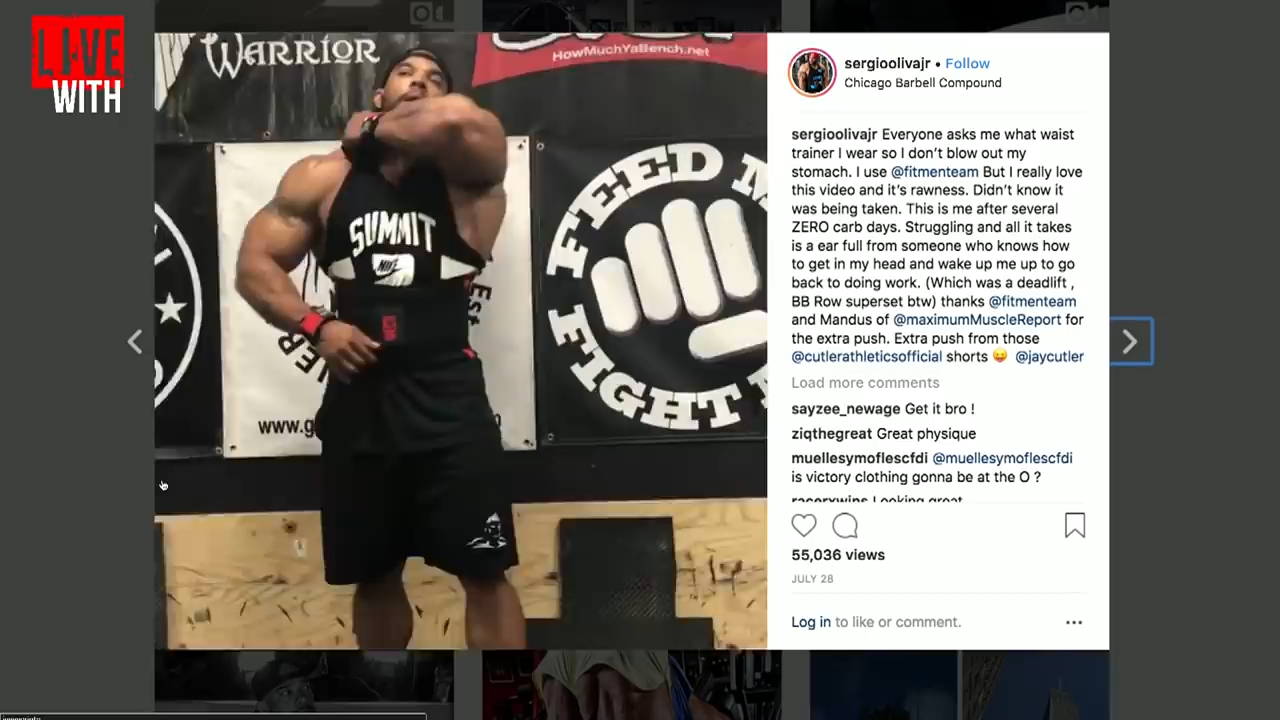 LIVE
WITH
WARRIOR
HowMuchYaBench.net
SUMMIT
FEED M
FIGHT
www.g
sergioolivajr • Follow
Chicago Barbell Compound
sergioolivajr Everyone asks me what waist
trainer I wear so I don’t blow out my
stomach. I use @fitmenteam But I really love
this video and it’s rawness. Didn’t know it
was being taken. This is me after several
ZERO carb days. Struggling and all it takes
is a ear full from someone who knows how
to get in my head and wake up me up to go
back to doing work. (Which was a deadlift ,
BB Row superset btw) thanks @fitmenteam
and Mandus of @maximumMuscleReport for
the extra push. Extra push from those
@cutlerathleticsofficial shorts 😛 @jaycutler
Load more comments
sayzee_newage Get it bro !
ziqthegreat Great physique
muellesymoflescfdi @muellesymoflescfdi
is victory clothing gonna be at the O ?
racerxwins Looking great
55,036 views
JULY 28
Log in to like or comment.